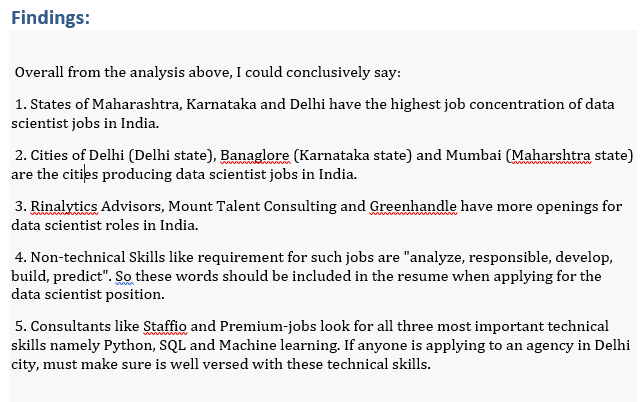 Findings:
Overall from the analysis above, I could conclusively say:
1. States of Maharashtra, Karnataka and Delhi have the highest job concentration of data
scientist jobs in India.
2. Cities of Delhi (Delhi state), Banaglore (Karnataka state) and Mumbai (Maharshtra state)
are the cities producing data scientist jobs in India.
3. Rinalytics Advisors, Mount Talent Consulting and Greenhandle have more openings for
data scientist roles in India.
4. Non-technical Skills like requirement for such jobs are "analyze, responsible, develop,
build, predict". So these words should be included in the resume when applying for the
data scientist position.
5. Consultants like Staffio and Premium-jobs look for all three most important technical
skills namely Python, SQL and Machine learning. If anyone is applying to an agency in Delhi
city, must make sure is well versed with these technical skills.